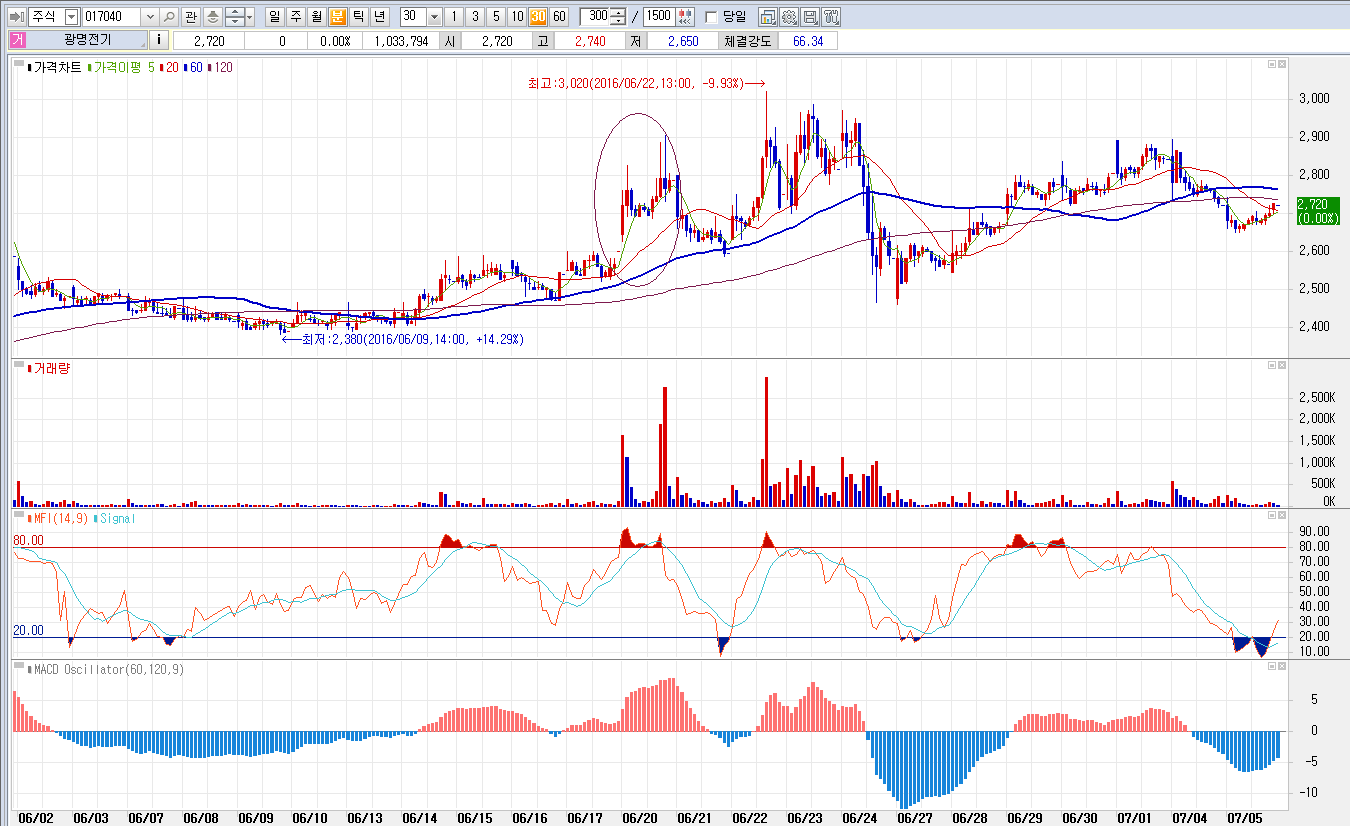 주식 017040 관 일 주 월 분 틱 년 30 1 3 5 10 30 60 300 / 1500 당일
거 광명전기 i 2,720 0 0.00% 1,033,794 시 2,720 고 2,740 저 2,650 체결강도 66.34
가격차트 가격이평 5 20 60 120
최고:3,020(2016/06/22,13:00, -9.93%)
3,000
2,900
2,800
2,720
(0.00%)
2,600
2,500
2,400
최저:2,380(2016/06/09,14:00, +14.29%)
거래량
2,500K
2,000K
1,500K
1,000K
500K
0K
MFI(14,9) Signal
90.00
80.00 80.00
70.00
60.00
50.00
40.00
30.00
20.00 20.00
10.00
MACD Oscillator(60,120,9)
5
0
-5
-10
06/02 06/03 06/07 06/08 06/09 06/10 06/13 06/14 06/15 06/16 06/17 06/20 06/21 06/22 06/23 06/24 06/27 06/28 06/29 06/30 07/01 07/04 07/05